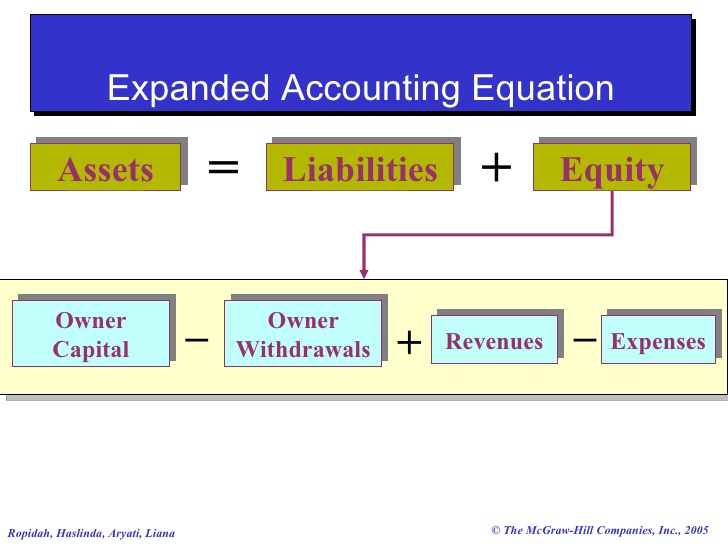 Expanded Accounting Equation
Assets = Liabilities + Equity
Owner Capital – Owner Withdrawals + Revenues – Expenses
Ropidah, Haslinda, Aryati, Liana
© The McGraw-Hill Companies, Inc., 2005